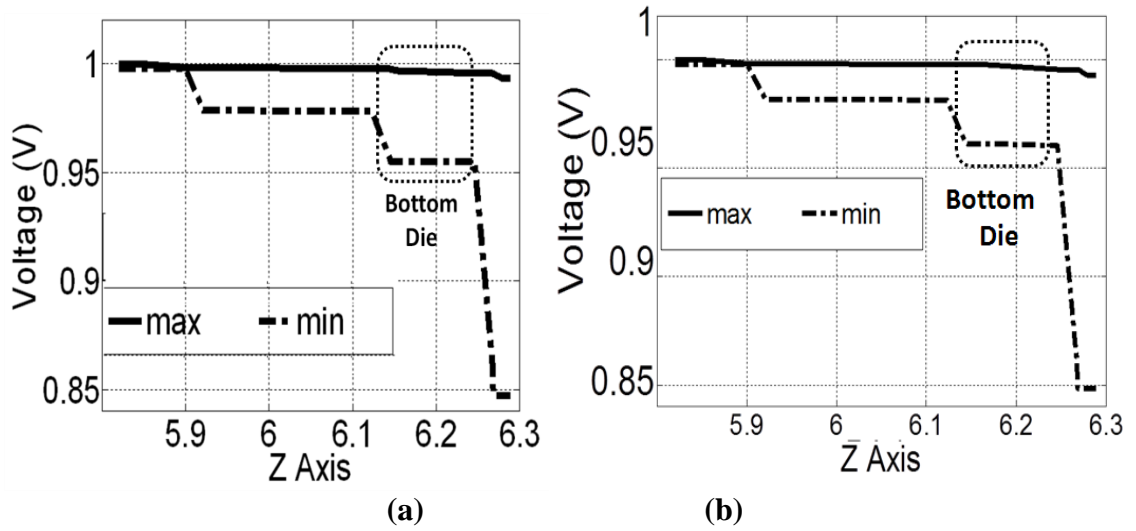 1
0.95
0.9
0.85
Voltage (V)
Bottom
Die
max
min
5.9
6
6.1
6.2
6.3
Z Axis
(a)
1
0.95
0.9
0.85
Voltage (V)
Bottom
Die
max
min
5.9
6
6.1
6.2
6.3
Z Axis
(b)